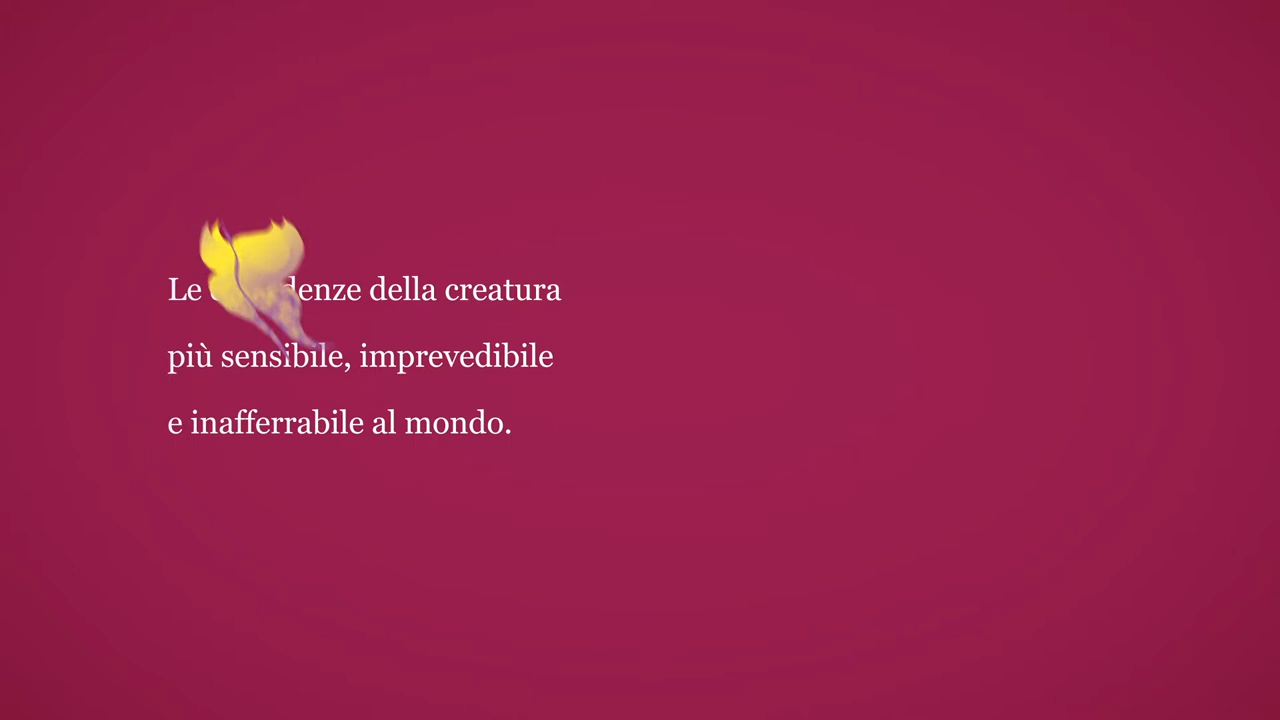 Le della creatura
più sensibile, imprevedibile
e inafferrabile al mondo.